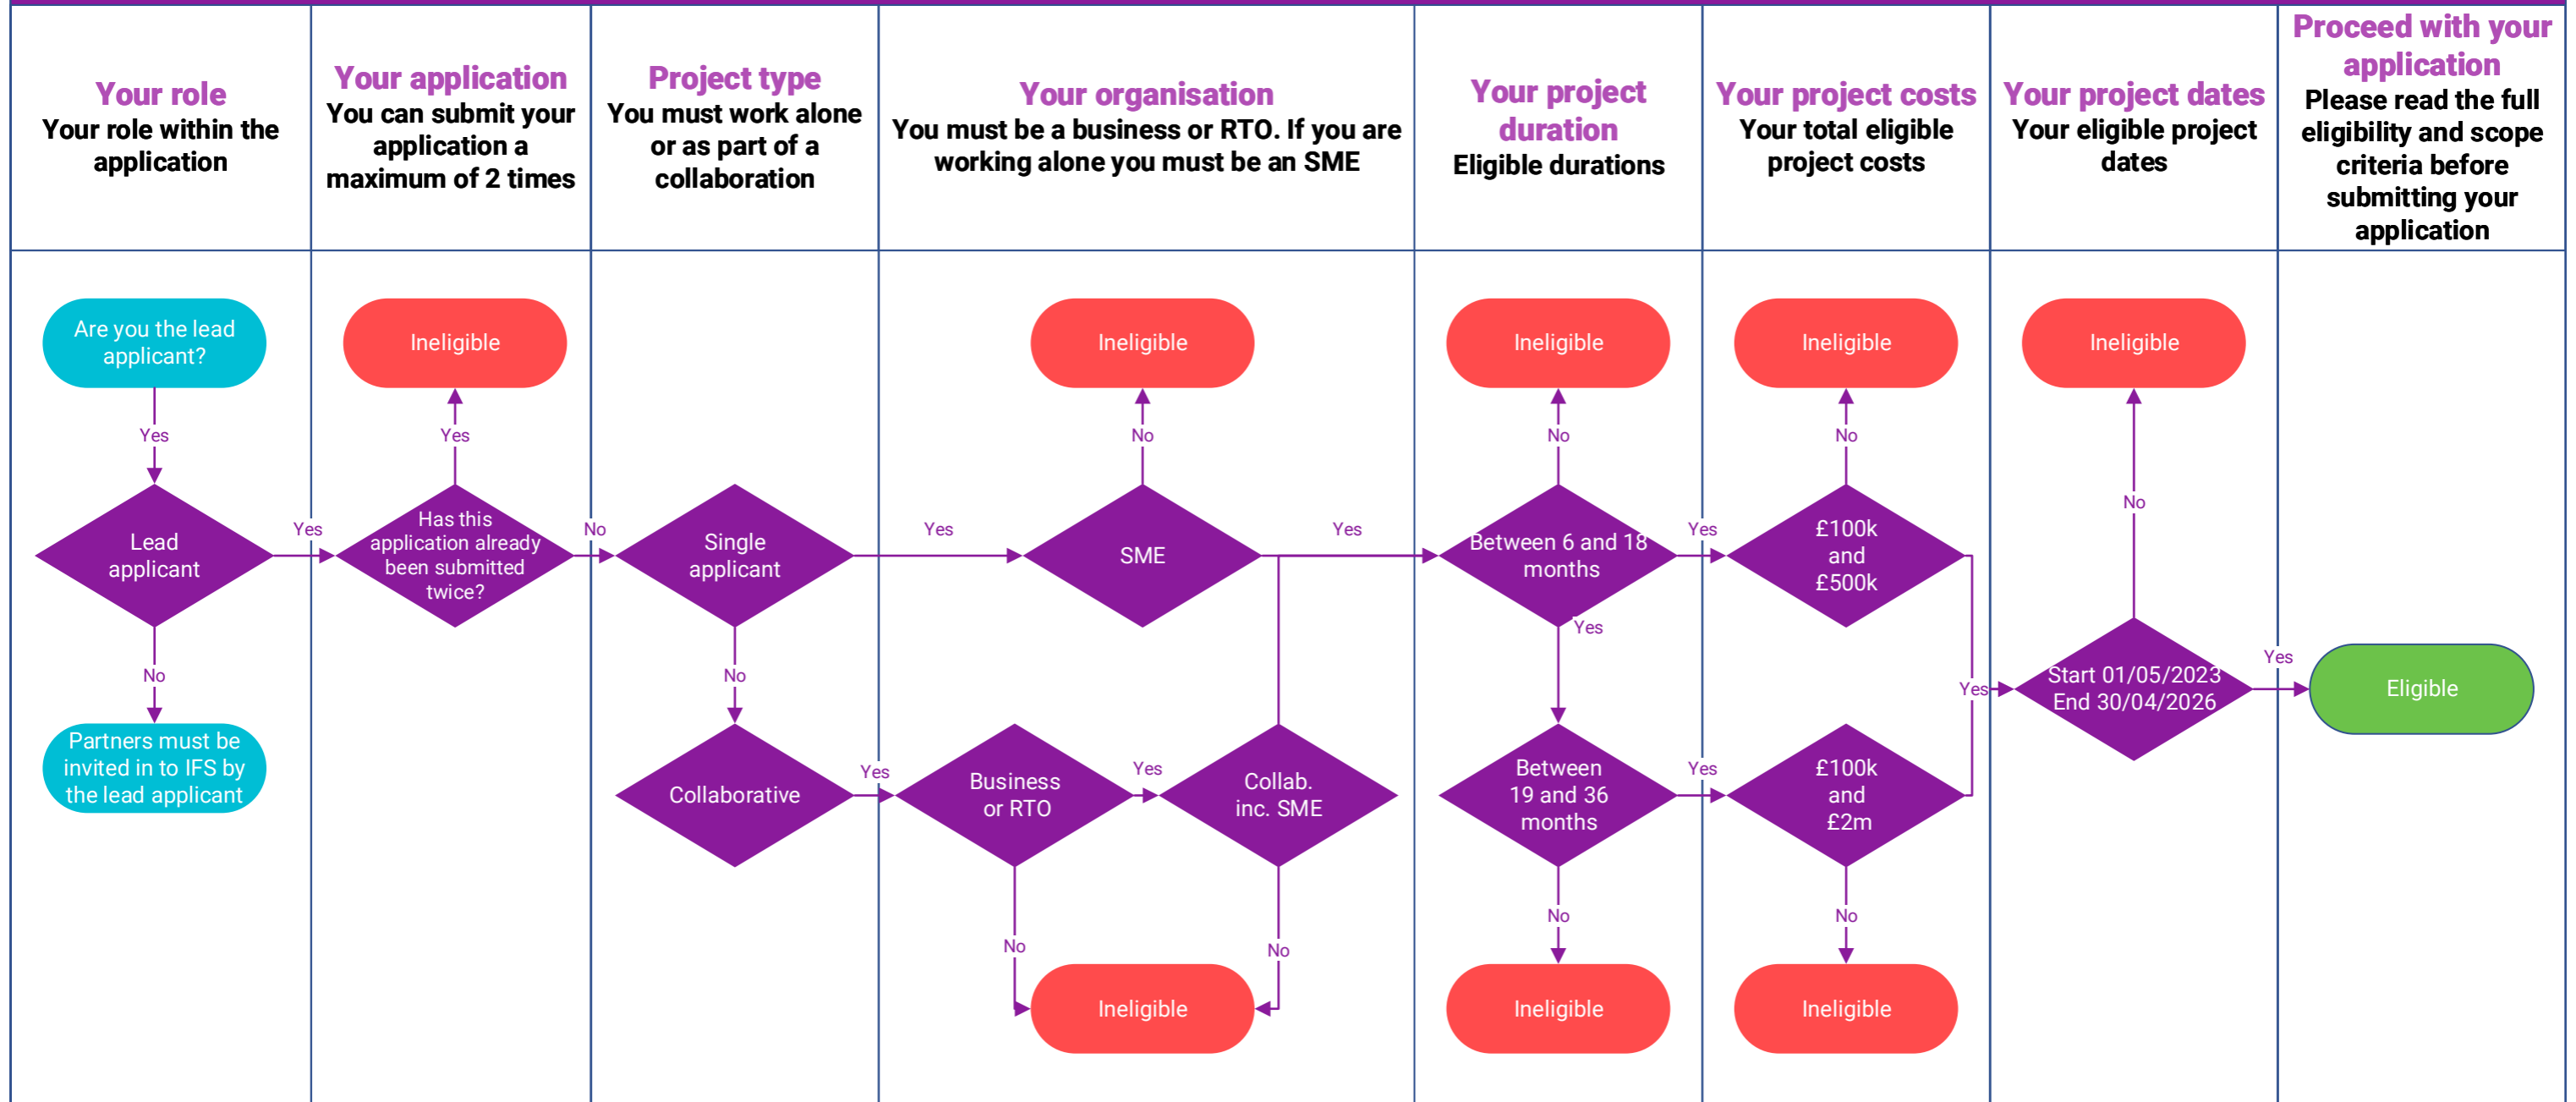 Your role
Your role within the
application
Your application
You can submit your
application a
maximum of 2 times
Project type
You must work alone
or as part of a
collaboration
Your organisation
You must be a business or RTO. If you are
working alone you must be an SME
Your project
duration
Eligible durations
Your project costs
Your total eligible
project costs
Your project dates
Your eligible project
dates
Proceed with your
application
Please read the full
eligibility and scope
criteria before
submitting your
application
Are you the lead
applicant?
Yes
Lead
applicant
Yes
No
Partners must be
invited in to IFS by
the lead applicant
Ineligible
Yes
Has this
application already
been submitted
twice?
No
Single
applicant
Yes
No
Collaborative
Yes
Ineligible
No
SME
Yes
Business
or RTO
Yes
Collab.
inc. SME
No
No
Ineligible
Ineligible
No
Between 6 and 18
months
Yes
Yes
Between
19 and 36
months
Yes
No
Ineligible
Ineligible
No
£100k
and
£500k
£100k
and
£2m
Yes
No
Ineligible
Ineligible
No
Start 01/05/2023
End 30/04/2026
Yes
Eligible